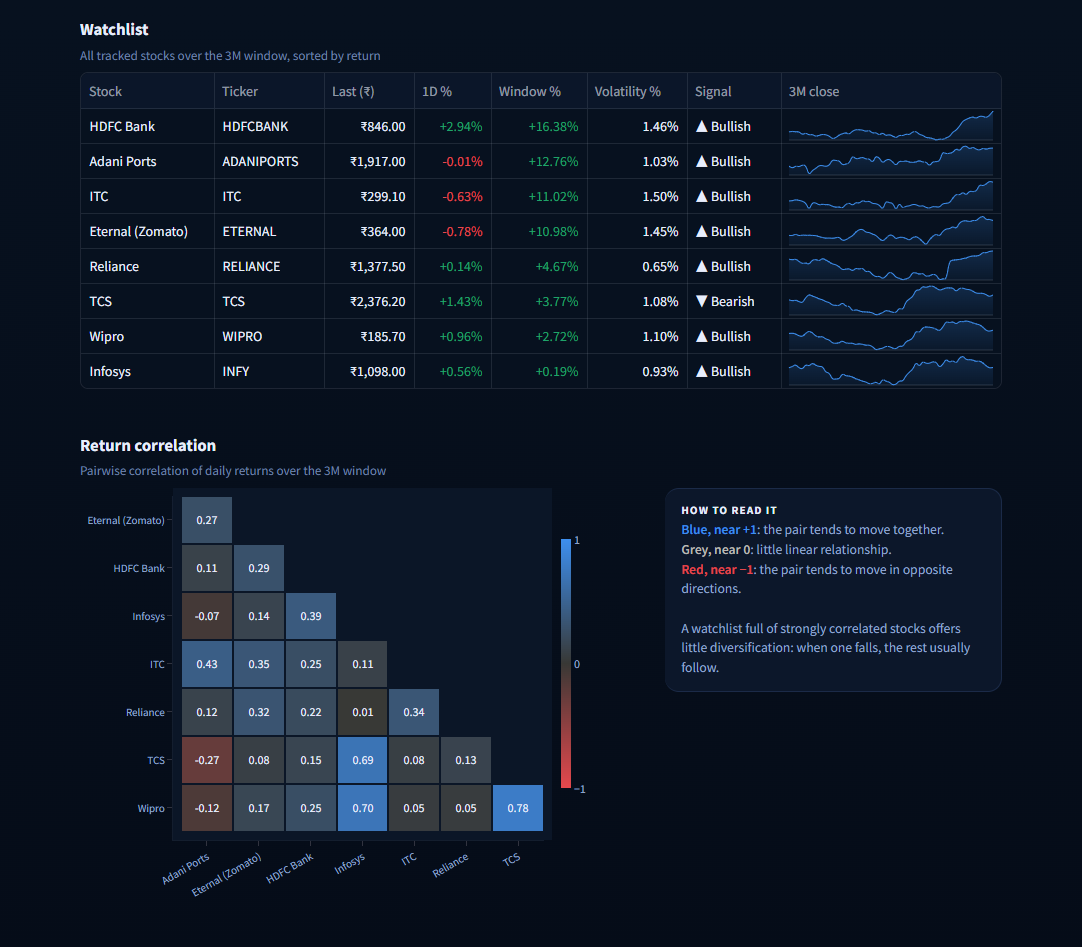 Watchlist
All tracked stocks over the 3M window, sorted by return
Stock Ticker Last (₹) 1D % Window % Volatility % Signal 3M close
HDFC Bank HDFCBANK ₹846.00 +2.94% +16.38% 1.46% ▲ Bullish
Adani Ports ADANIPORTS ₹1,917.00 -0.01% +12.76% 1.03% ▲ Bullish
ITC ITC ₹299.10 -0.63% +11.02% 1.50% ▲ Bullish
Eternal (Zomato) ETERNAL ₹364.00 -0.78% +10.98% 1.45% ▲ Bullish
Reliance RELIANCE ₹1,377.50 +0.14% +4.67% 0.65% ▲ Bullish
TCS TCS ₹2,376.20 +1.43% +3.77% 1.08% ▼ Bearish
Wipro WIPRO ₹185.70 +0.96% +2.72% 1.10% ▲ Bullish
Infosys INFY ₹1,098.00 +0.56% +0.19% 0.93% ▲ Bullish
Return correlation
Pairwise correlation of daily returns over the 3M window
Eternal (Zomato) 0.27
HDFC Bank 0.11 0.29
Infosys -0.07 0.14 0.39
ITC 0.43 0.35 0.25 0.11
Reliance 0.12 0.32 0.22 0.01 0.34
TCS -0.27 0.08 0.15 0.69 0.08 0.13
Wipro -0.12 0.17 0.25 0.70 0.05 0.05 0.78
Adani Ports Eternal (Zomato) HDFC Bank Infosys ITC Reliance TCS
1
0
−1
HOW TO READ IT
Blue, near +1: the pair tends to move together.
Grey, near 0: little linear relationship.
Red, near −1: the pair tends to move in opposite
directions.
A watchlist full of strongly correlated stocks offers
little diversification: when one falls, the rest usually
follow.